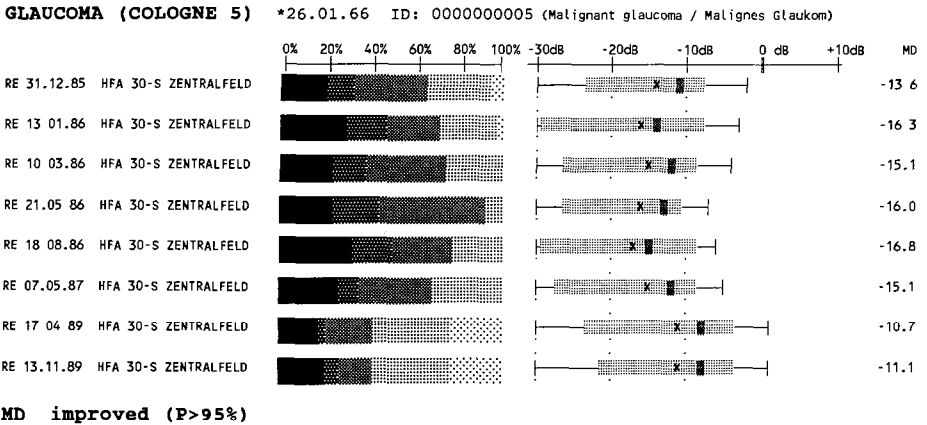 GLAUCOMA (COLOGNE 5) *26.01.66 ID: 0000000005 (Malignant glaucoma / Malignes Glaukom)
0% 20% 40% 60% 80% 100% -30dB -20dB -10dB 0 dB +10dB MD
RE 31.12.85 HFA 30-S ZENTRALFELD -13 6
RE 13 01.86 HFA 30-S ZENTRALFELD -16 3
RE 10 03.86 HFA 30-S ZENTRALFELD -15.1
RE 21.05 86 HFA 30-S ZENTRALFELD -16.0
RE 18 08.86 HFA 30-S ZENTRALFELD -16.8
RE 07.05.87 HFA 30-S ZENTRALFELD -15.1
RE 17 04 89 HFA 30-S ZENTRALFELD -10.7
RE 13.11.89 HFA 30-S ZENTRALFELD -11.1
MD improved (P>95%)